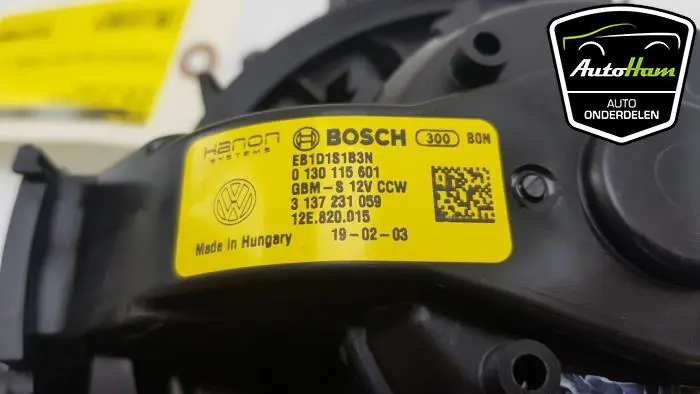 Hanon
SYSTEMS
BOSCH
300 BON
EB1D1S1B3N
0 130 115 601
GBM-S 12V CCW
3 137 231 059
12E.820.015
Made in Hungary
19-02-03
AutoHam
AUTO
ONDERDELEN